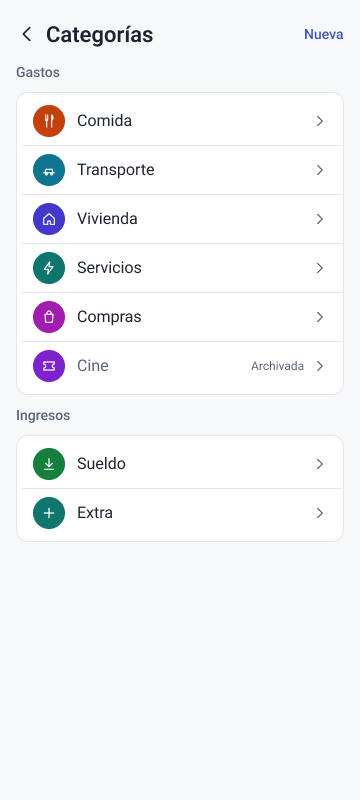 Categorías
Nueva
Gastos
Comida
Transporte
Vivienda
Servicios
Compras
Cine
Archivada
Ingresos
Sueldo
Extra